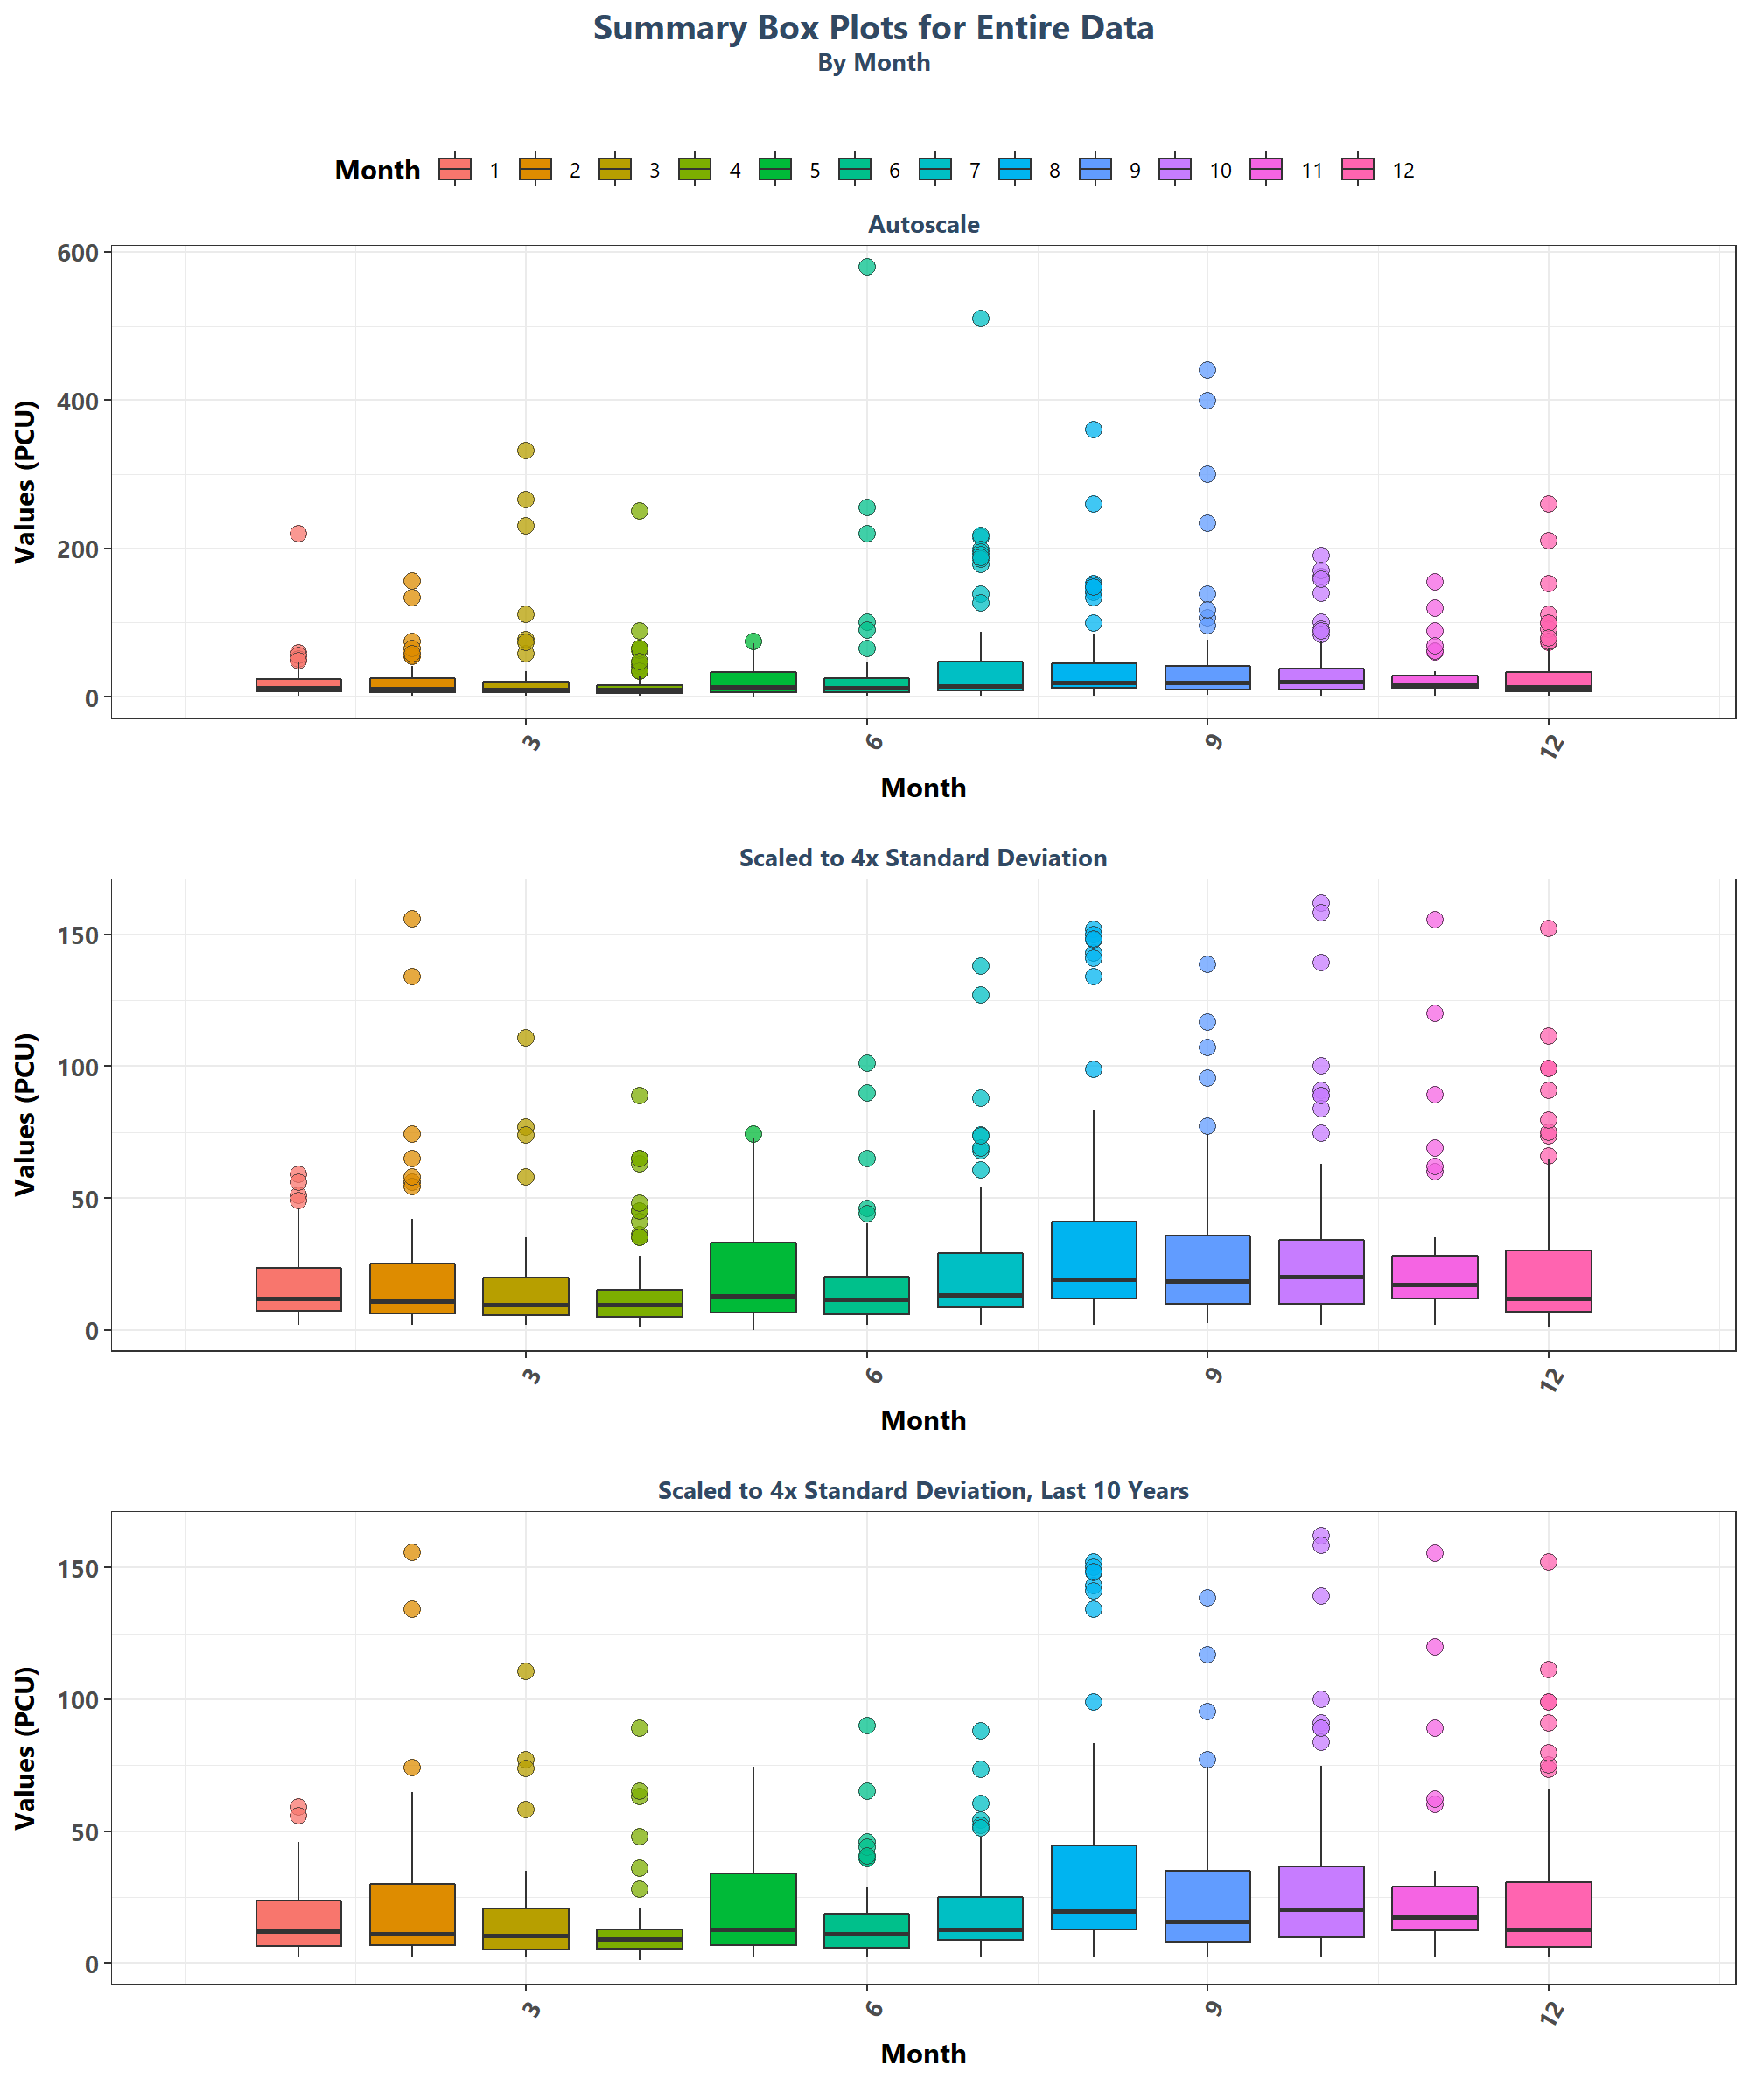 Summary Box Plots for Entire Data
By Month
Month 1 2 3 4 5 6 7 8 9 10 11 12
Autoscale
600
400
200
0
Values (PCU)
3 6 9 12
Month
Scaled to 4x Standard Deviation
150
100
50
0
Values (PCU)
3 6 9 12
Month
Scaled to 4x Standard Deviation, Last 10 Years
150
100
50
0
Values (PCU)
3 6 9 12
Month